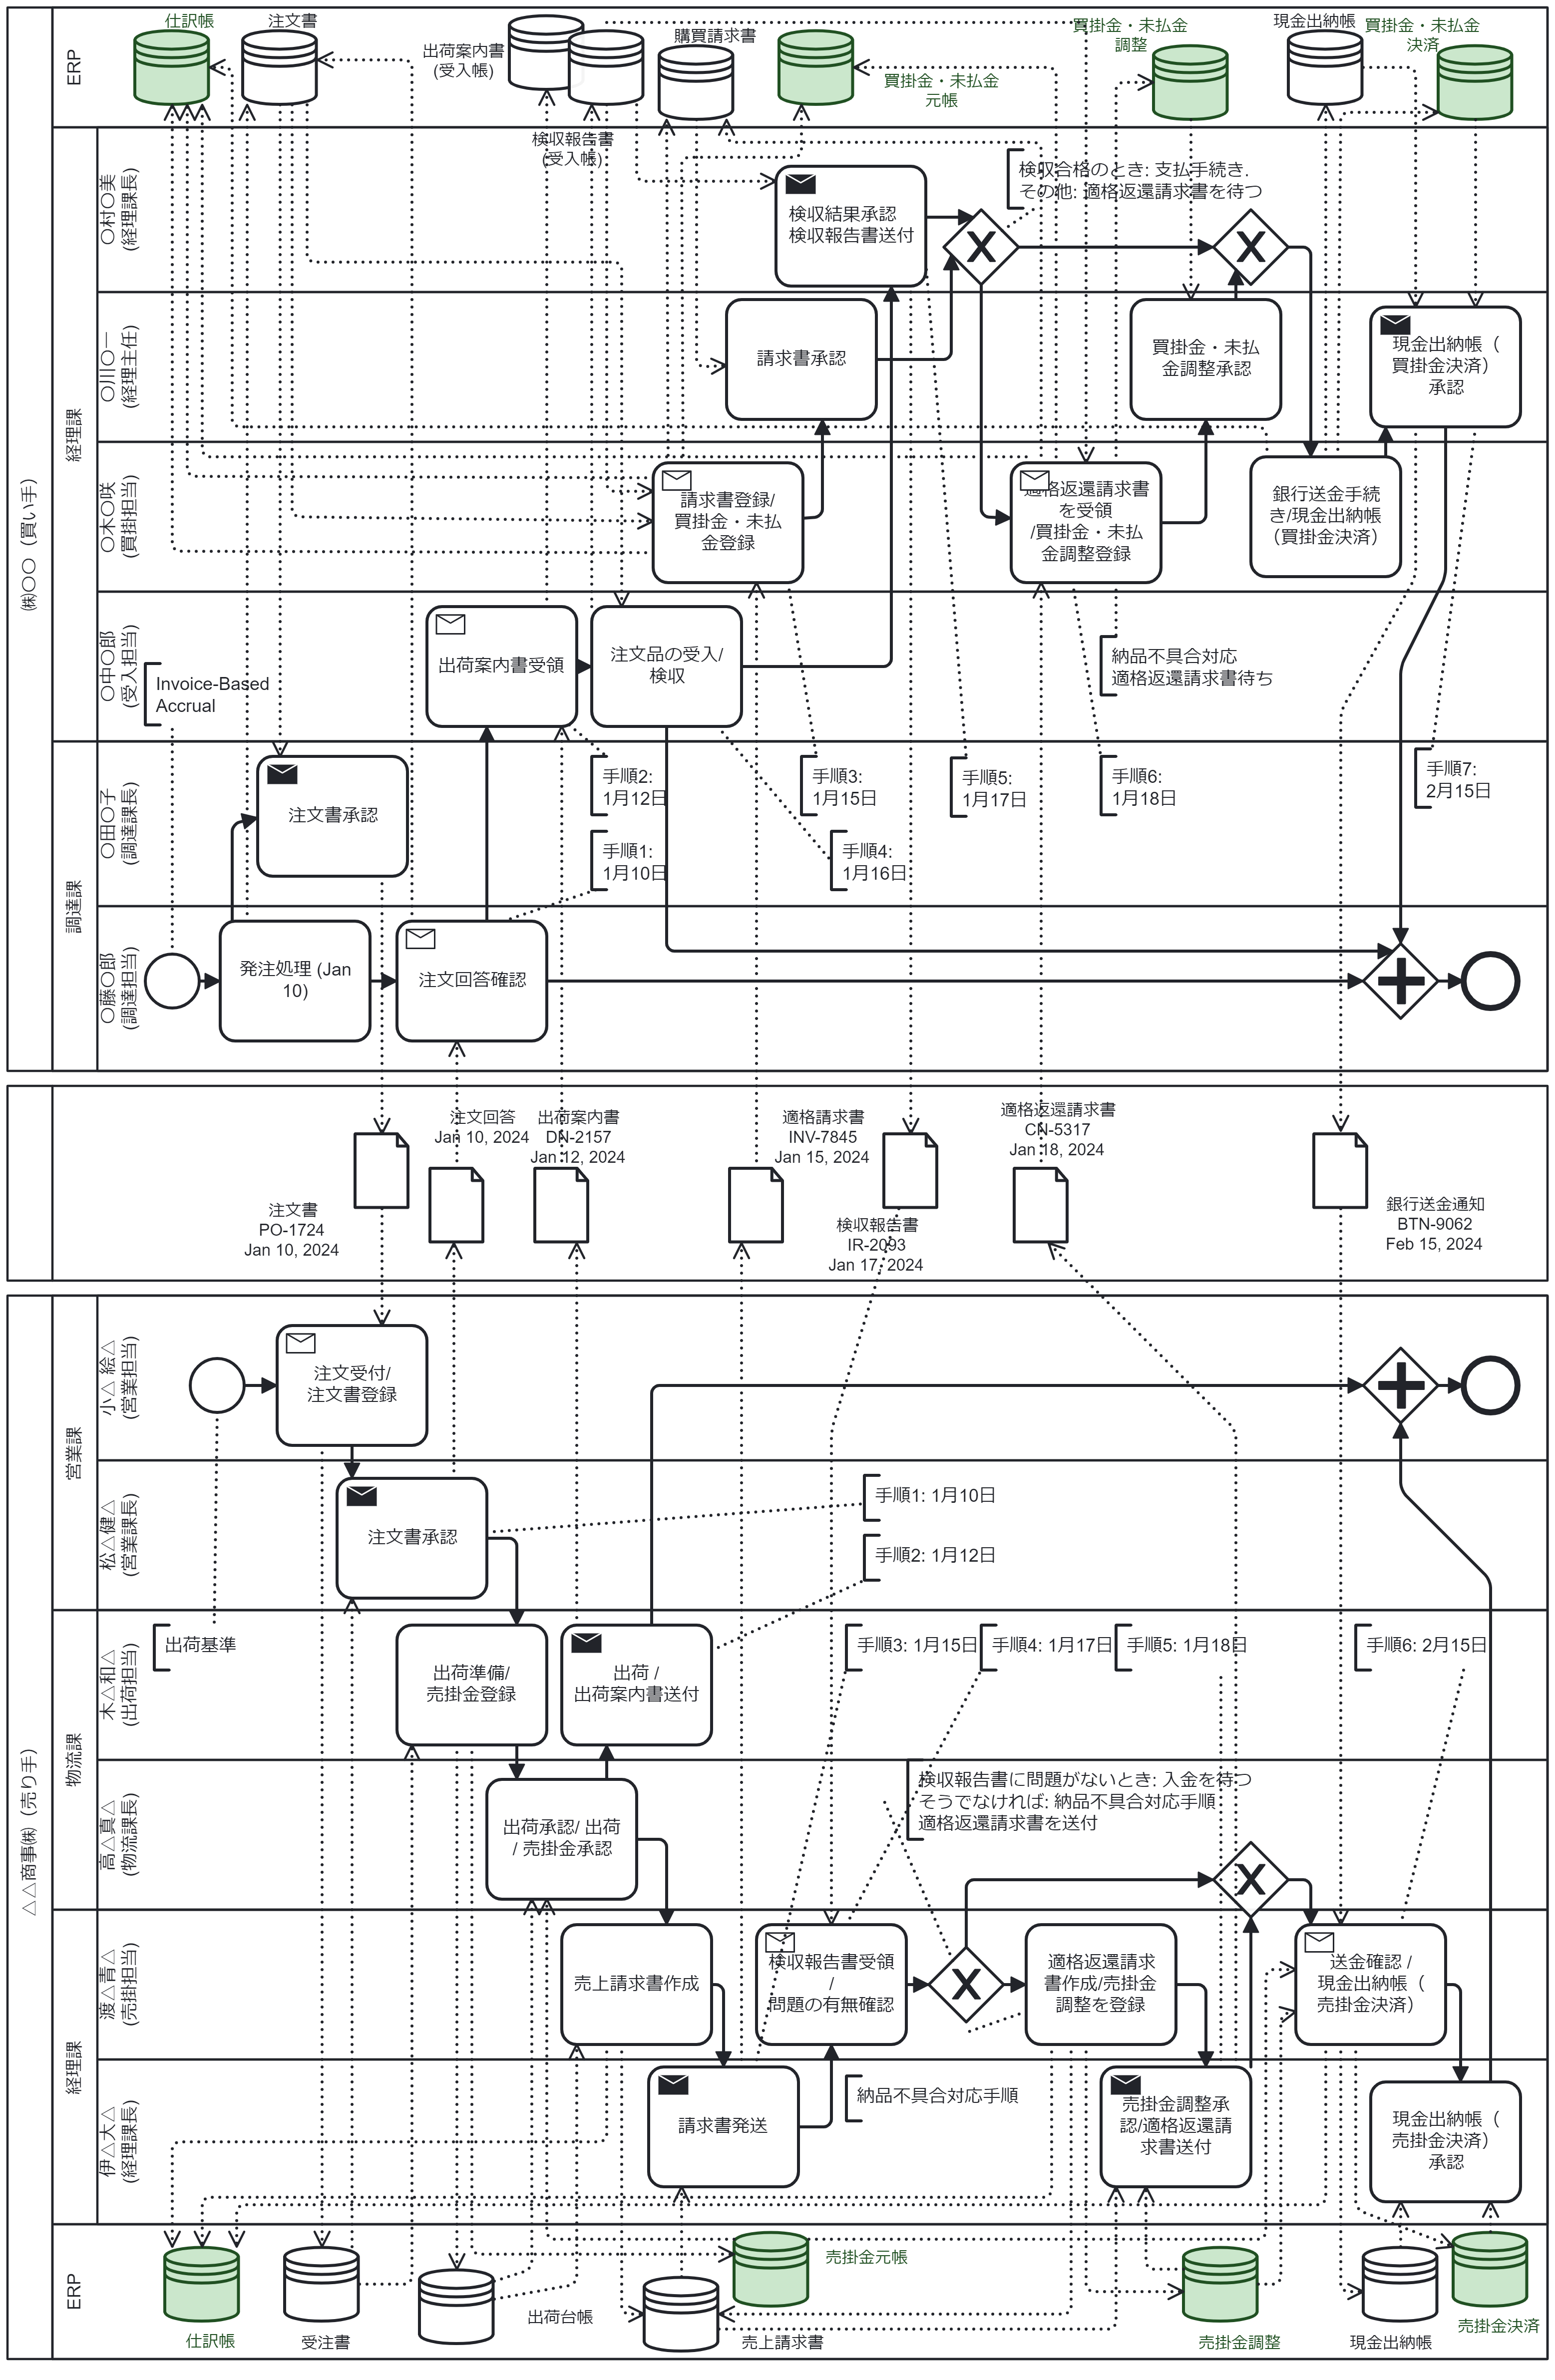 ㈱〇〇（買い手）
ERP
仕訳帳
注文書
出荷案内書
(受入帳)
検収報告書
(受入帳)
購買請求書
買掛金・未払金
元帳
買掛金・未払金
調整
現金出納帳
買掛金・未払金
決済
経理課
〇村〇美
(経理課長)
検収結果承認
検収報告書送付
検収合格のとき: 支払手続き.
その他: 適格返還請求書を待つ
〇川〇一
(経理主任)
請求書承認
買掛金・未払
金調整承認
現金出納帳（
買掛金決済）
承認
〇木〇咲
(買掛担当)
請求書登録/
買掛金・未払
金登録
適格返還請求書
を受領
/買掛金・未払
金調整登録
銀行送金手続
き/現金出納帳
（買掛金決済）
〇中〇郎
(受入担当)
Invoice-Based
Accrual
出荷案内書受領
注文品の受入/
検収
納品不具合対応
適格返還請求書待ち
調達課
〇田〇子
(調達課長)
注文書承認
手順2:
1月12日
手順1:
1月10日
手順3:
1月15日
手順4:
1月16日
手順5:
1月17日
手順6:
1月18日
手順7:
2月15日
〇藤〇郎
(調達担当)
発注処理 (Jan
10)
注文回答確認
注文書
PO-1724
Jan 10, 2024
注文回答
Jan 10, 2024
出荷案内書
DN-2157
Jan 12, 2024
適格請求書
INV-7845
Jan 15, 2024
検収報告書
IR-2093
Jan 17, 2024
適格返還請求書
CN-5317
Jan 18, 2024
銀行送金通知
BTN-9062
Feb 15, 2024
△△商事㈱（売り手）
営業課
小△ 絵△
(営業担当)
注文受付/
注文書登録
松△健△
(営業課長)
注文書承認
手順1: 1月10日
手順2: 1月12日
物流課
木△和△
(出荷担当)
出荷基準
出荷準備/
売掛金登録
出荷 /
出荷案内書送付
手順3: 1月15日
手順4: 1月17日
手順5: 1月18日
手順6: 2月15日
高△真△
(物流課長)
出荷承認/ 出荷
/ 売掛金承認
検収報告書に問題がないとき: 入金を待つ
そうでなければ: 納品不具合対応手順
適格返還請求書を送付
経理課
渡△青△
(売掛担当)
売上請求書作成
検収報告書受領
/
問題の有無確認
適格返還請求
書作成/売掛金
調整を登録
送金確認 /
現金出納帳（
売掛金決済）
伊△大△
(経理課長)
請求書発送
納品不具合対応手順
売掛金調整承
認/適格返還請
求書送付
現金出納帳（
売掛金決済）
承認
ERP
仕訳帳
受注書
出荷台帳
売掛金元帳
売上請求書
売掛金調整
現金出納帳
売掛金決済